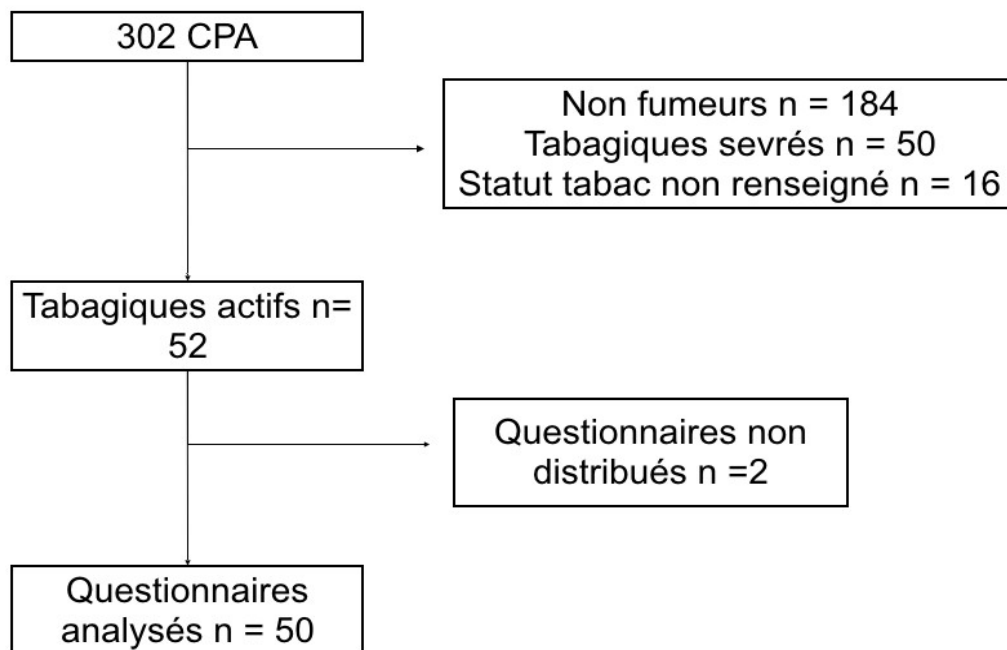 302 CPA
Non fumeurs n = 184
Tabagiques sevrés n = 50
Statut tabac non renseigné n = 16
Tabagiques actifs n=
52
Questionnaires non
distribués n =2
Questionnaires
analysés n = 50